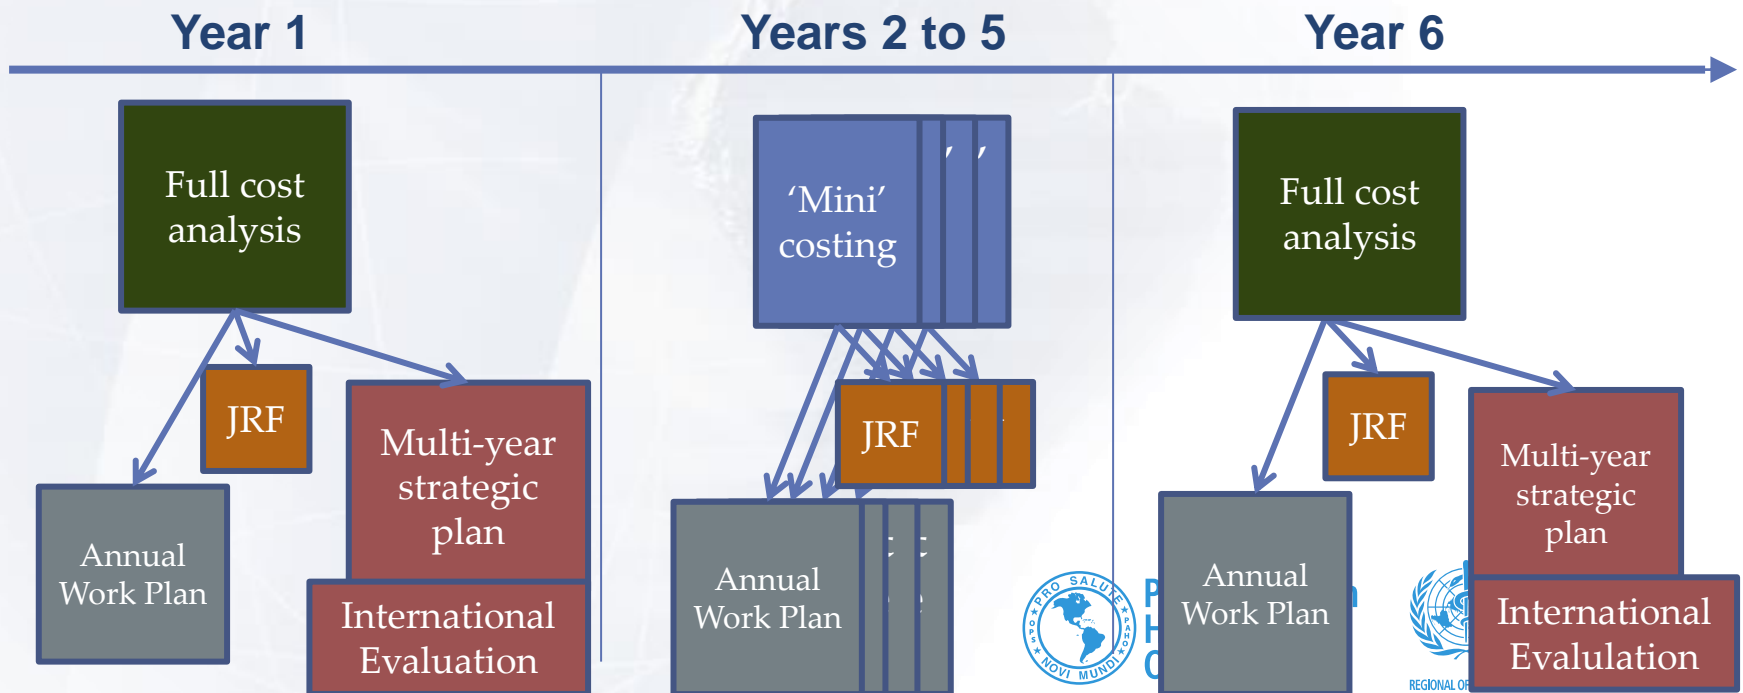 Year 1
Years 2 to 5
Year 6
Full cost
analysis
JRF
Multi-year
strategic
plan
Annual
Work Plan
International
Evaluation
'Mini'
costing
JRF
Annual
Work Plan
Full cost
analysis
JRF
Multi-year
strategic
plan
Annual
Work Plan
International
Evalulation
PRO SALUTE
NOVI MUNDI
OPS
PAHO
REGIONAL